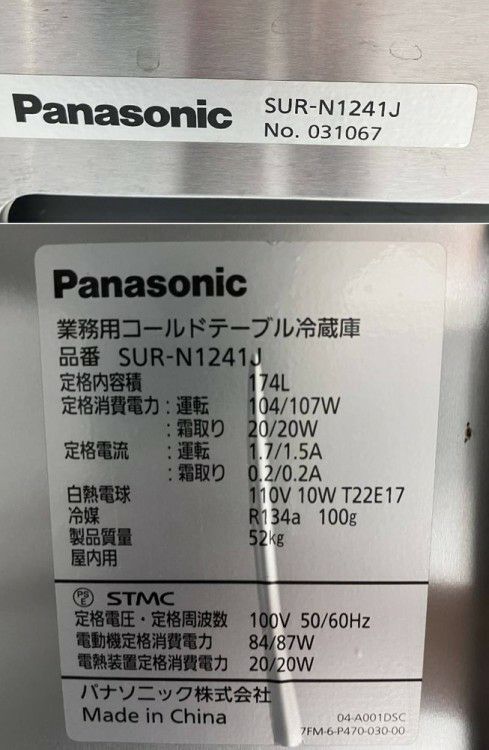 Panasonic SUR-N1241J
No. 031067
Panasonic
業務用コールドテーブル冷蔵庫
品番 SUR-N1241J
定格内容積 174L
定格消費電力:運転 104/107W
:霜取り 20/20W
定格電流 :運転 1.7/1.5A
:霜取り 0.2/0.2A
白熱電球 110V 10W T22E17
冷媒 R134a 100g
製品質量 52kg
屋内用
PS E STMC
定格電圧・定格周波数 100V 50/60Hz
電動機定格消費電力 84/87W
電熱装置定格消費電力 20/20W
パナソニック株式会社
Made in China 04-A001DSC
7FM-6-P470-030-00